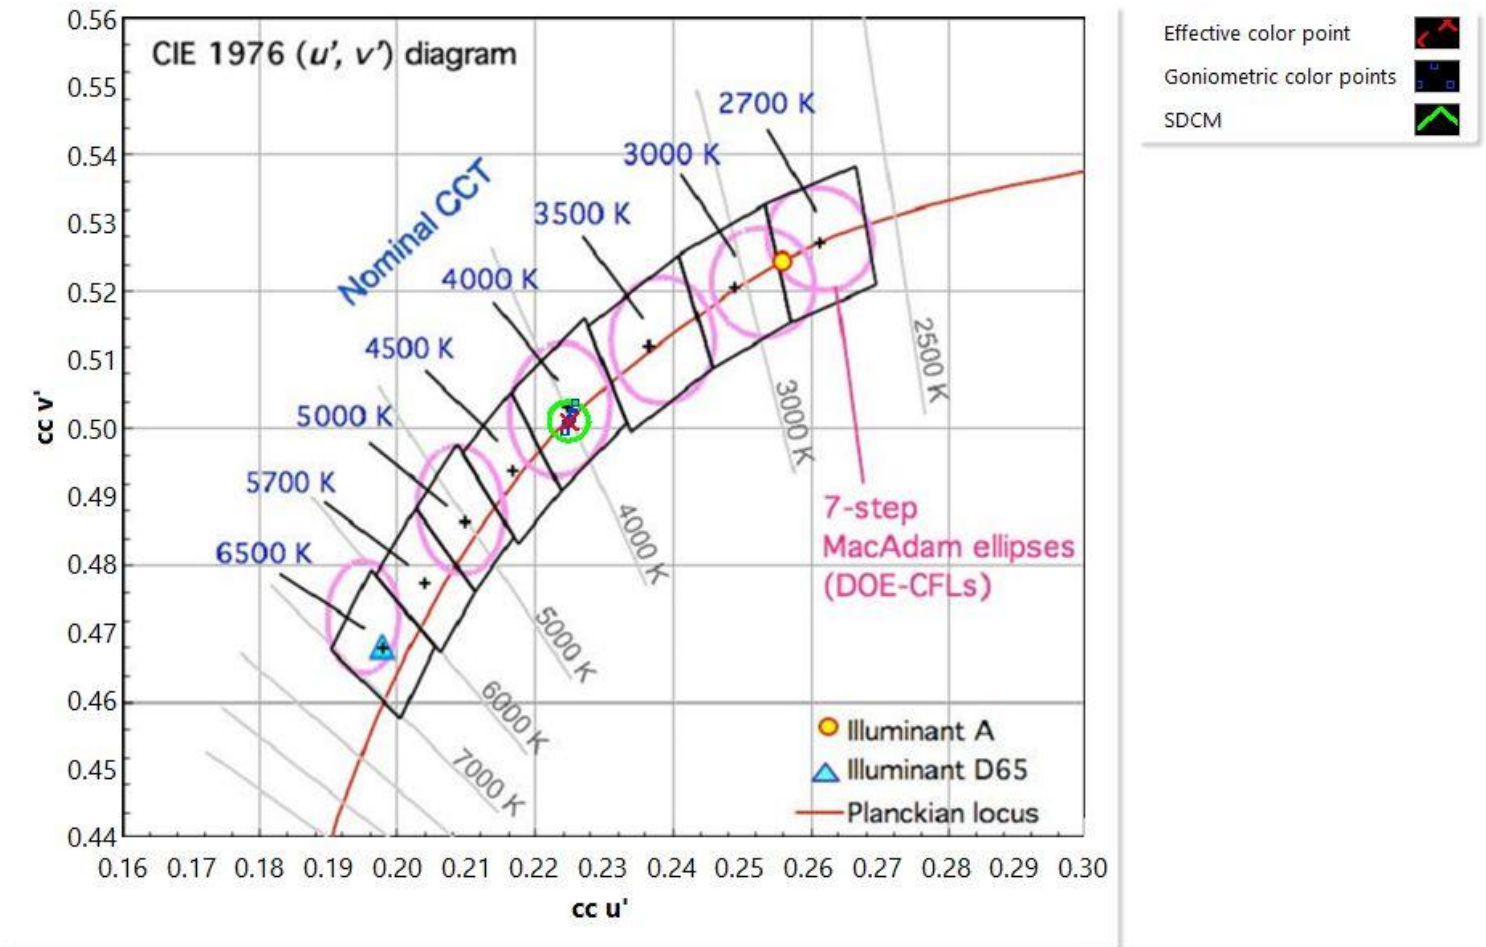 CIE 1976 (u', v') diagram
Effective color point
Goniometric color points
SDCM
0.56
0.55
0.54
0.53
0.52
0.51
0.50
0.49
0.48
0.47
0.46
0.45
0.44
cc v'
Nominal CCT
2700 K
3000 K
3500 K
4000 K
4500 K
5000 K
5700 K
6500 K
2500 K
3000 K
4000 K
5000 K
6000 K
7000 K
7-step
MacAdam ellipses
(DOE-CFLs)
Illuminant A
Illuminant D65
Planckian locus
0.16 0.17 0.18 0.19 0.20 0.21 0.22 0.23 0.24 0.25 0.26 0.27 0.28 0.29 0.30
cc u'